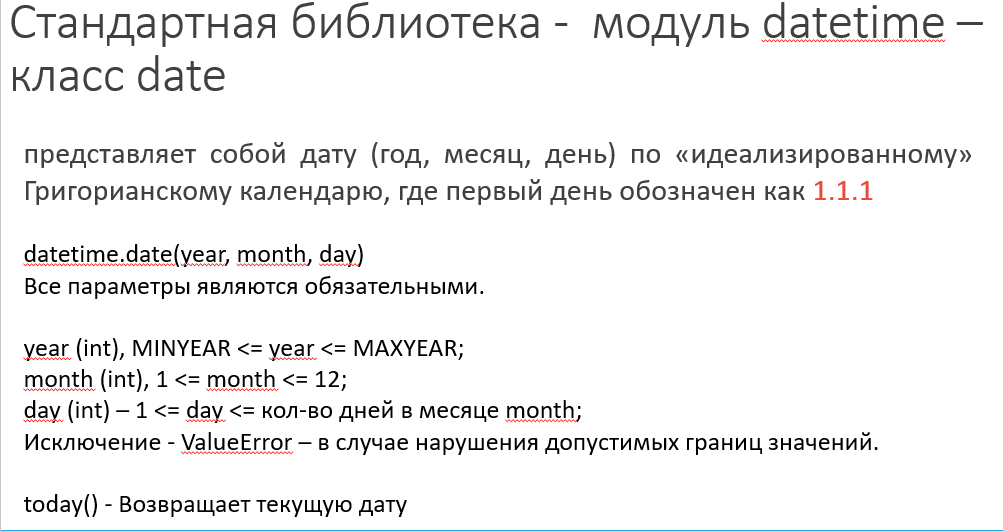 Стандартная библиотека - модуль datetime –
класс date
представляет собой дату (год, месяц, день) по «идеализированному»
Григорианскому календарю, где первый день обозначен как 1.1.1
datetime.date(year, month, day)
Все параметры являются обязательными.
year (int), MINYEAR <= year <= MAXYEAR;
month (int), 1 <= month <= 12;
day (int) – 1 <= day <= кол-во дней в месяце month;
Исключение - ValueError – в случае нарушения допустимых границ значений.
today() - Возвращает текущую дату